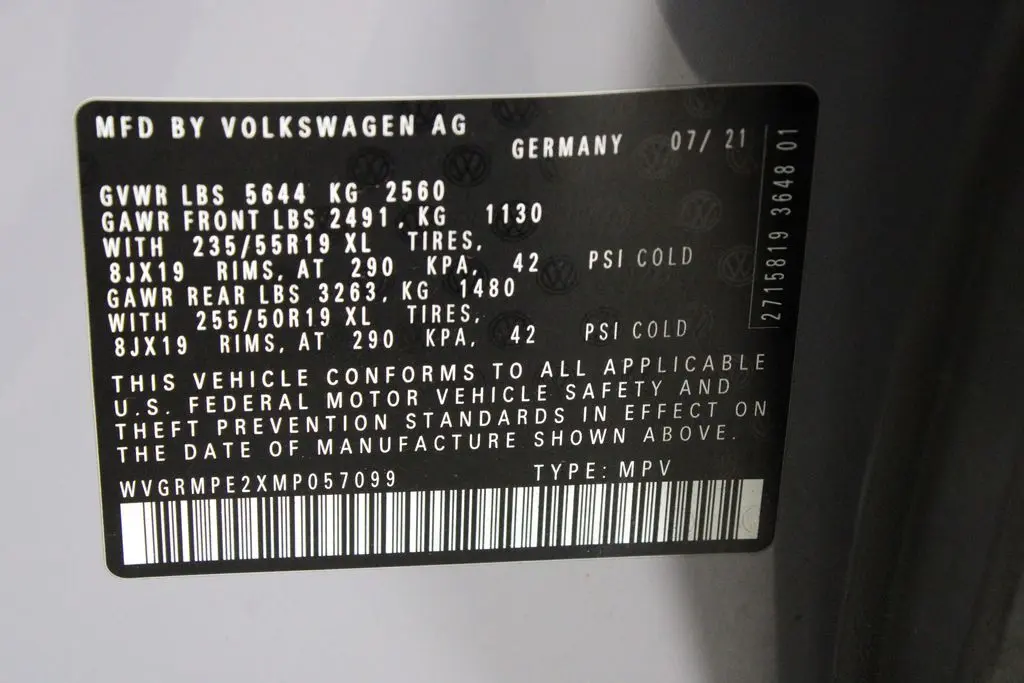 MFD BY VOLKSWAGEN AG
GERMANY 07/ 21
GVWR LBS 5644 KG 2560
GAWR FRONT LBS 2491, KG 1130
WITH 235/55R19 XL TIRES,
8JX19 RIMS, AT 290 KPA, 42 PSI COLD
GAWR REAR LBS 3263, KG 1480
WITH 255/50R19 XL TIRES,
8JX19 RIMS, AT 290 KPA, 42 PSI COLD
THIS VEHICLE CONFORMS TO ALL APPLICABLE
U.S. FEDERAL MOTOR VEHICLE SAFETY AND
THEFT PREVENTION STANDARDS IN EFFECT ON
THE DATE OF MANUFACTURE SHOWN ABOVE.
WVGRMPE2XMP057099 TYPE: MPV
2715819 3648 01